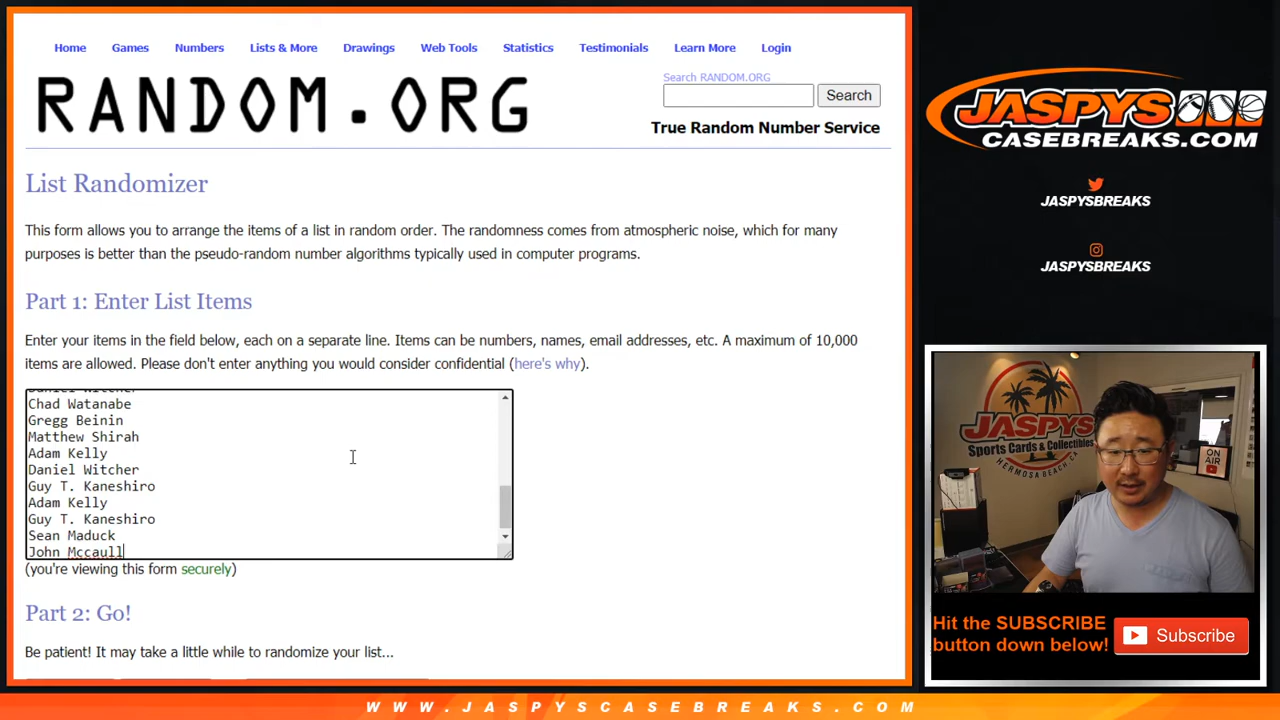 Home Games Numbers Lists & More Drawings Web Tools Statistics Testimonials Learn More Login
RANDOM.ORG
Search RANDOM.ORG
Search
True Random Number Service
List Randomizer
This form allows you to arrange the items of a list in random order. The randomness comes from atmospheric noise, which for many
purposes is better than the pseudo-random number algorithms typically used in computer programs.
Part 1: Enter List Items
Enter your items in the field below, each on a separate line. Items can be numbers, names, email addresses, etc. A maximum of 10,000
items are allowed. Please don't enter anything you would consider confidential (here's why).
Daniel Witcher
Chad Watanabe
Gregg Beinin
Matthew Shirah
Adam Kelly
Daniel Witcher
Guy T. Kaneshiro
Adam Kelly
Guy T. Kaneshiro
Sean Maduck
John Mccaull
(you're viewing this form securely)
Part 2: Go!
Be patient! It may take a little while to randomize your list...
JASPYS
CASEBREAKS.COM
JASPYSBREAKS
JASPYSBREAKS
JASPYS
Sports Cards & Collectibles
HERMOSA BEACH
ON AIR
Hit the SUBSCRIBE
button down below!
Subscribe
WWW.JASPYSCASEBREAKS.COM